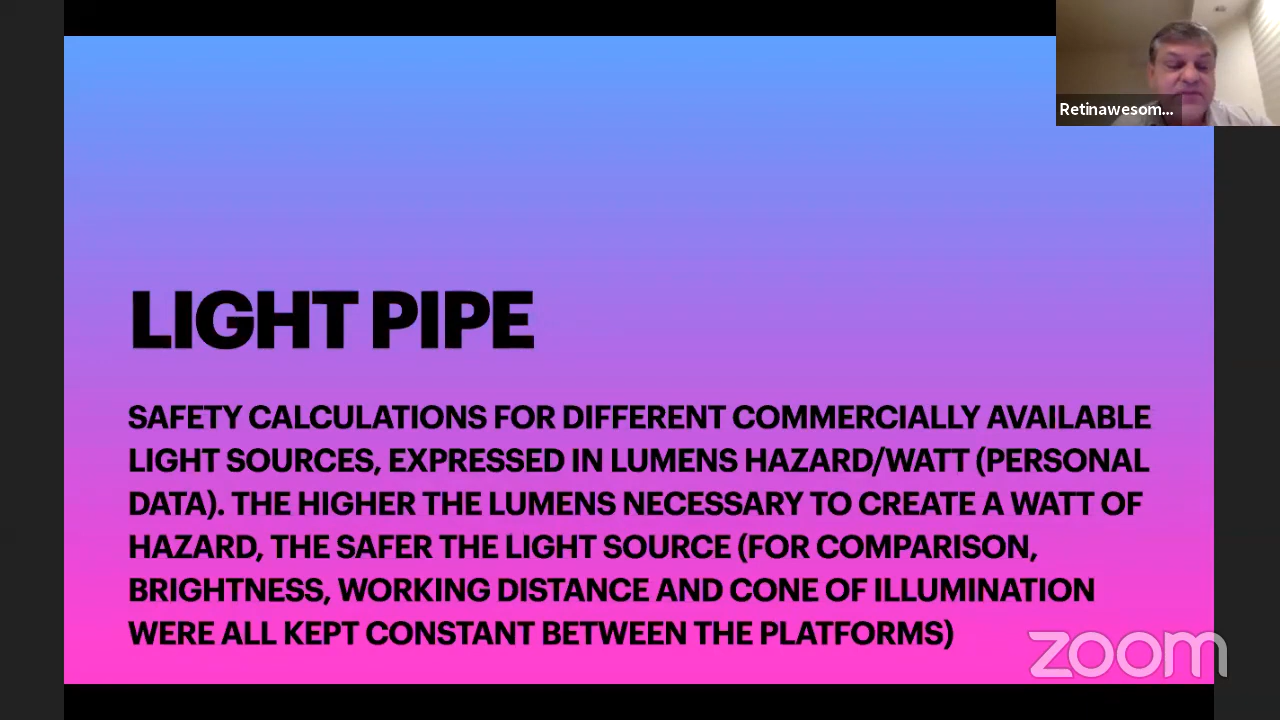 Retinawesom...
LIGHT PIPE
SAFETY CALCULATIONS FOR DIFFERENT COMMERCIALLY AVAILABLE
LIGHT SOURCES, EXPRESSED IN LUMENS HAZARD/WATT (PERSONAL
DATA). THE HIGHER THE LUMENS NECESSARY TO CREATE A WATT OF
HAZARD, THE SAFER THE LIGHT SOURCE (FOR COMPARISON,
BRIGHTNESS, WORKING DISTANCE AND CONE OF ILLUMINATION
WERE ALL KEPT CONSTANT BETWEEN THE PLATFORMS)
zoom